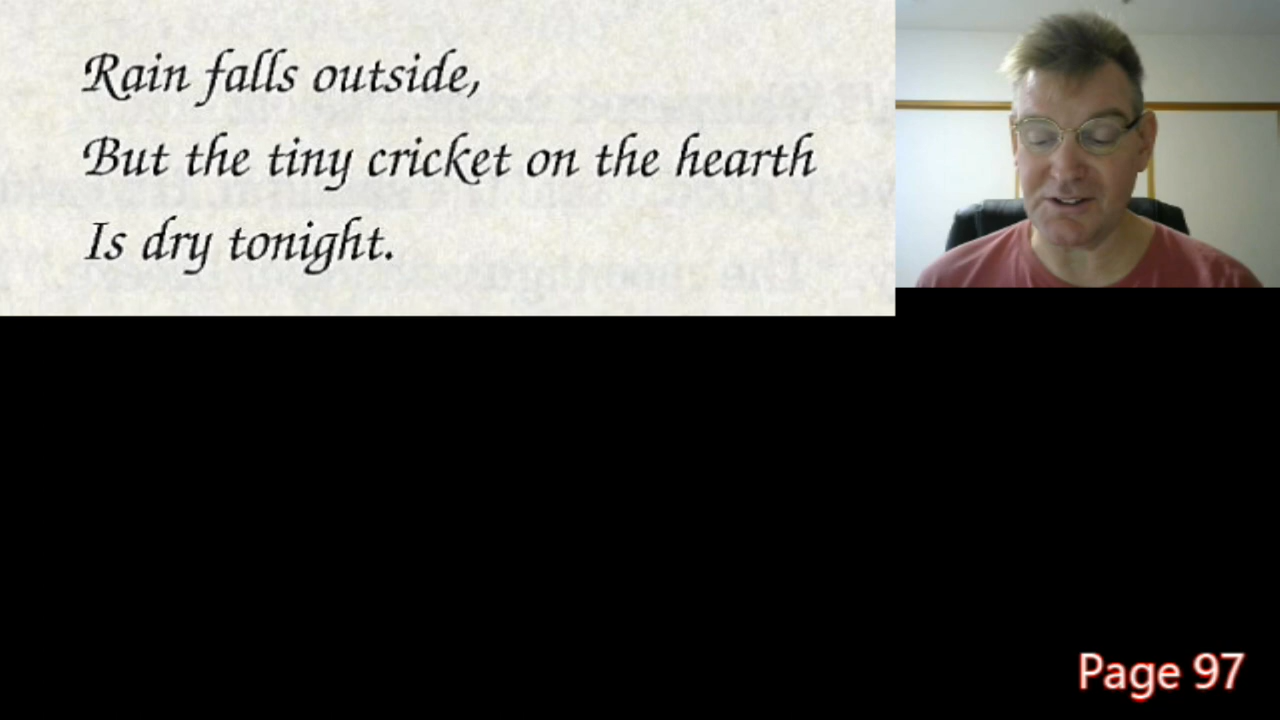 Rain falls outside,
But the tiny cricket on the hearth
Is dry tonight.
Page 97